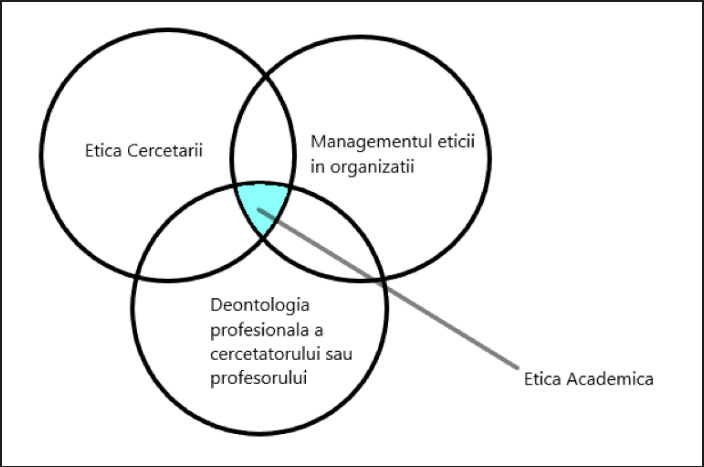 Etica Cercetarii
Managementul eticii
in organizatii
Deontologia
profesionala a
cercetatorului sau
profesorului
Etica Academica